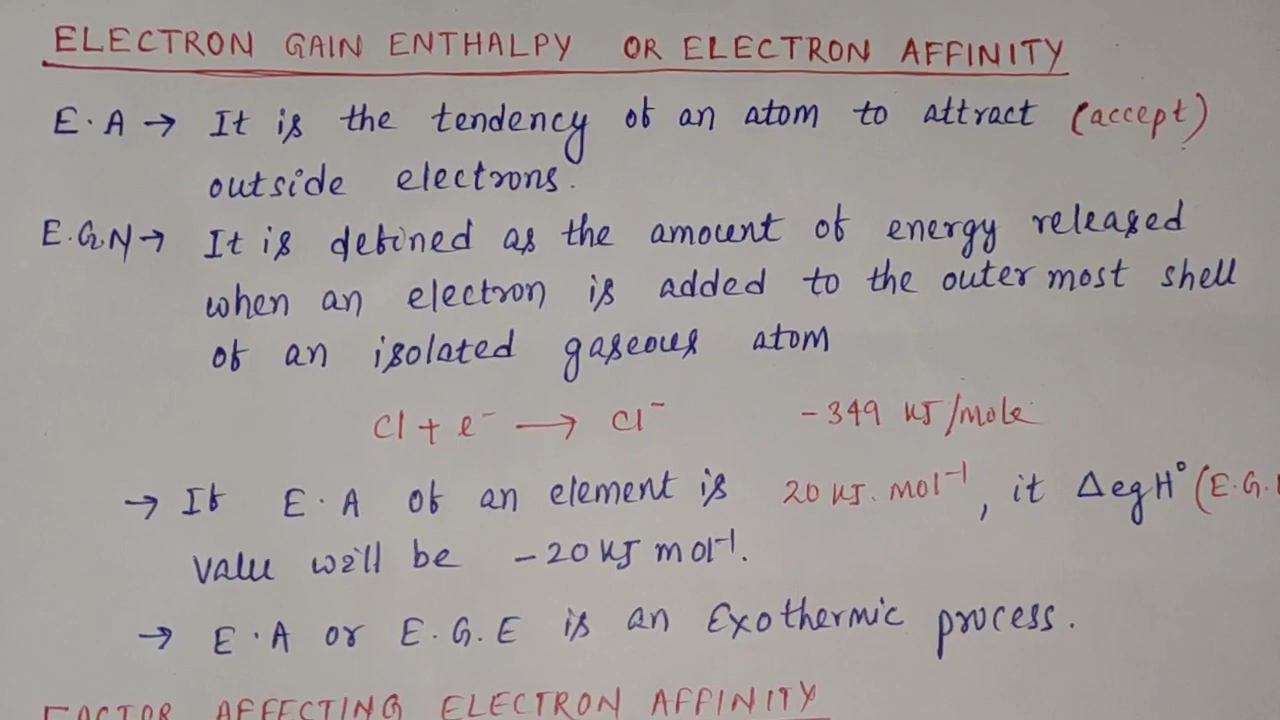 ELECTRON GAIN ENTHALPY OR ELECTRON AFFINITY
E.A → It is the tendency of an atom to attract (accept)
outside electrons.
E.G.N → It is defined as the amount of energy released
when an electron is added to the outer most shell
of an isolated gaseous atom
Cl + e⁻ → Cl⁻ -349 kJ/mole
→ If E.A of an element is 20 kJ. mol⁻¹, it ΔegH° (E.G.
value will be -20 kJ mol⁻¹.
→ E.A or E.G.E is an Exothermic process.
FACTOR AFFECTING ELECTRON AFFINITY